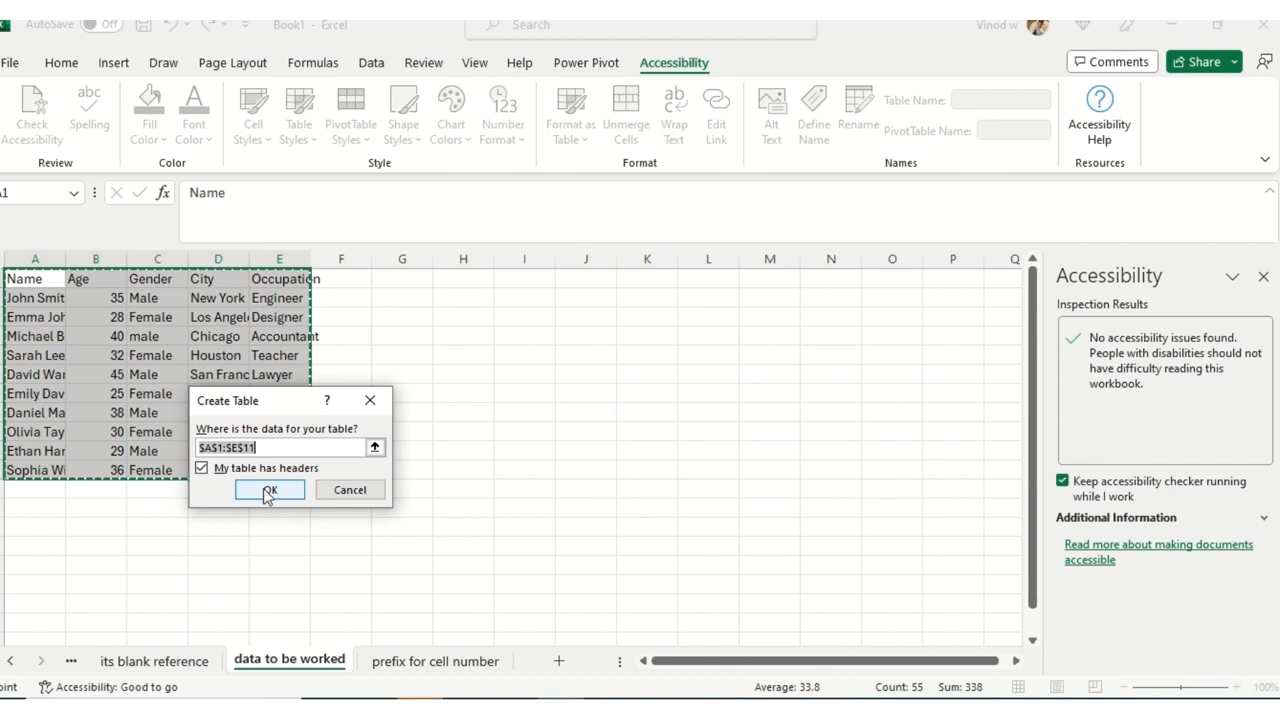 AutoSave Off Book1 - Excel Search Vinod w
File Home Insert Draw Page Layout Formulas Data Review View Help Power Pivot Accessibility Comments Share
Check Accessibility
abc
Spelling
Review
Fill Color
Font Color
Color
Cell Styles
Table Styles
PivotTable Styles
Shape Styles
Chart Colors
123
Number Format
Style
Format as Table
Unmerge Cells
Wrap Text
Edit Link
Format
Alt Text
Define Name
Rename
Table Name:
PivotTable Name:
Names
Accessibility Help
Resources
fx Name
A B C D E F G H I J K L M N O P Q
Name Age Gender City Occupation
John Smit 35 Male New York Engineer
Emma Joh 28 Female Los Angel Designer
Michael B 40 male Chicago Accountant
Sarah Lee 32 Female Houston Teacher
David War 45 Male San Franc Lawyer
Emily Dav 25 Female
Daniel Ma 38 Male
Olivia Tay 30 Female
Ethan Har 29 Male
Sophia Wi 36 Female
Create Table ?
Where is the data for your table?
$A$1:$E$11
My table has headers
OK Cancel
Accessibility
Inspection Results
No accessibility issues found.
People with disabilities should not
have difficulty reading this
workbook.
Keep accessibility checker running
while I work
Additional Information
Read more about making documents
accessible
... its blank reference data to be worked prefix for cell number
oint Accessibility: Good to go Average: 33.8 Count: 55 Sum: 338 100%